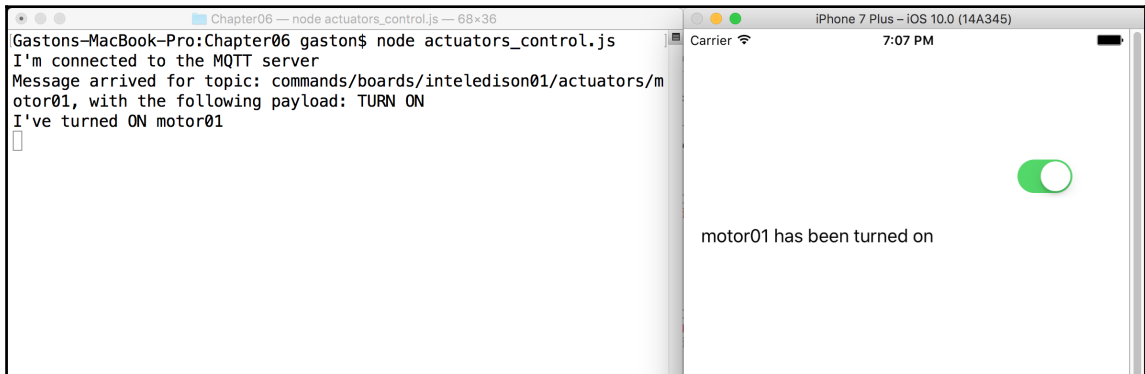 Chapter06 — node actuators_control.js — 68×36
[Gastons-MacBook-Pro:Chapter06 gaston$ node actuators_control.js ]
I'm connected to the MQTT server
Message arrived for topic: commands/boards/inteledison01/actuators/m
otor01, with the following payload: TURN ON
I've turned ON motor01
iPhone 7 Plus – iOS 10.0 (14A345)
Carrier 7:07 PM
motor01 has been turned on